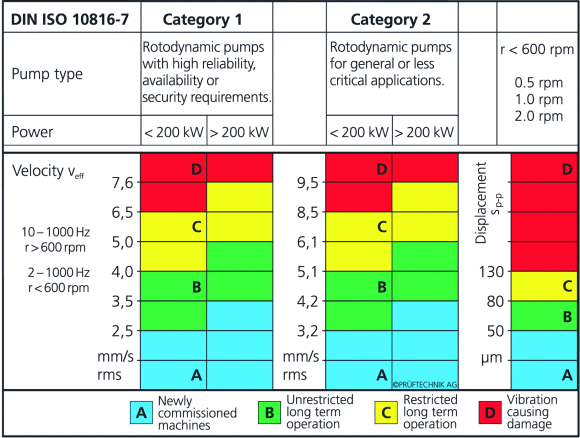 DIN ISO 10816-7
Category 1
Category 2
Pump type
Rotodynamic pumps
with high reliability,
availability or
security requirements.
Rotodynamic pumps
for general or less
critical applications.
r < 600 rpm
0.5 rpm
1.0 rpm
2.0 rpm
Power
< 200 kW
> 200 kW
< 200 kW
> 200 kW
Velocity veff
10 – 1000 Hz
r > 600 rpm
2 – 1000 Hz
r < 600 rpm
7,6
6,5
5,0
4,0
3,5
2,5
mm/s
rms
D
C
B
A
9,5
8,5
6,1
5,1
4,2
3,2
mm/s
rms
D
C
B
A
©PRÜFTECHNIK AG
Displacement
sp-p
130
80
50
µm
D
C
B
A
A
Newly
commissioned
machines
B
Unrestricted
long term
operation
C
Restricted
long term
operation
D
Vibration
causing
damage